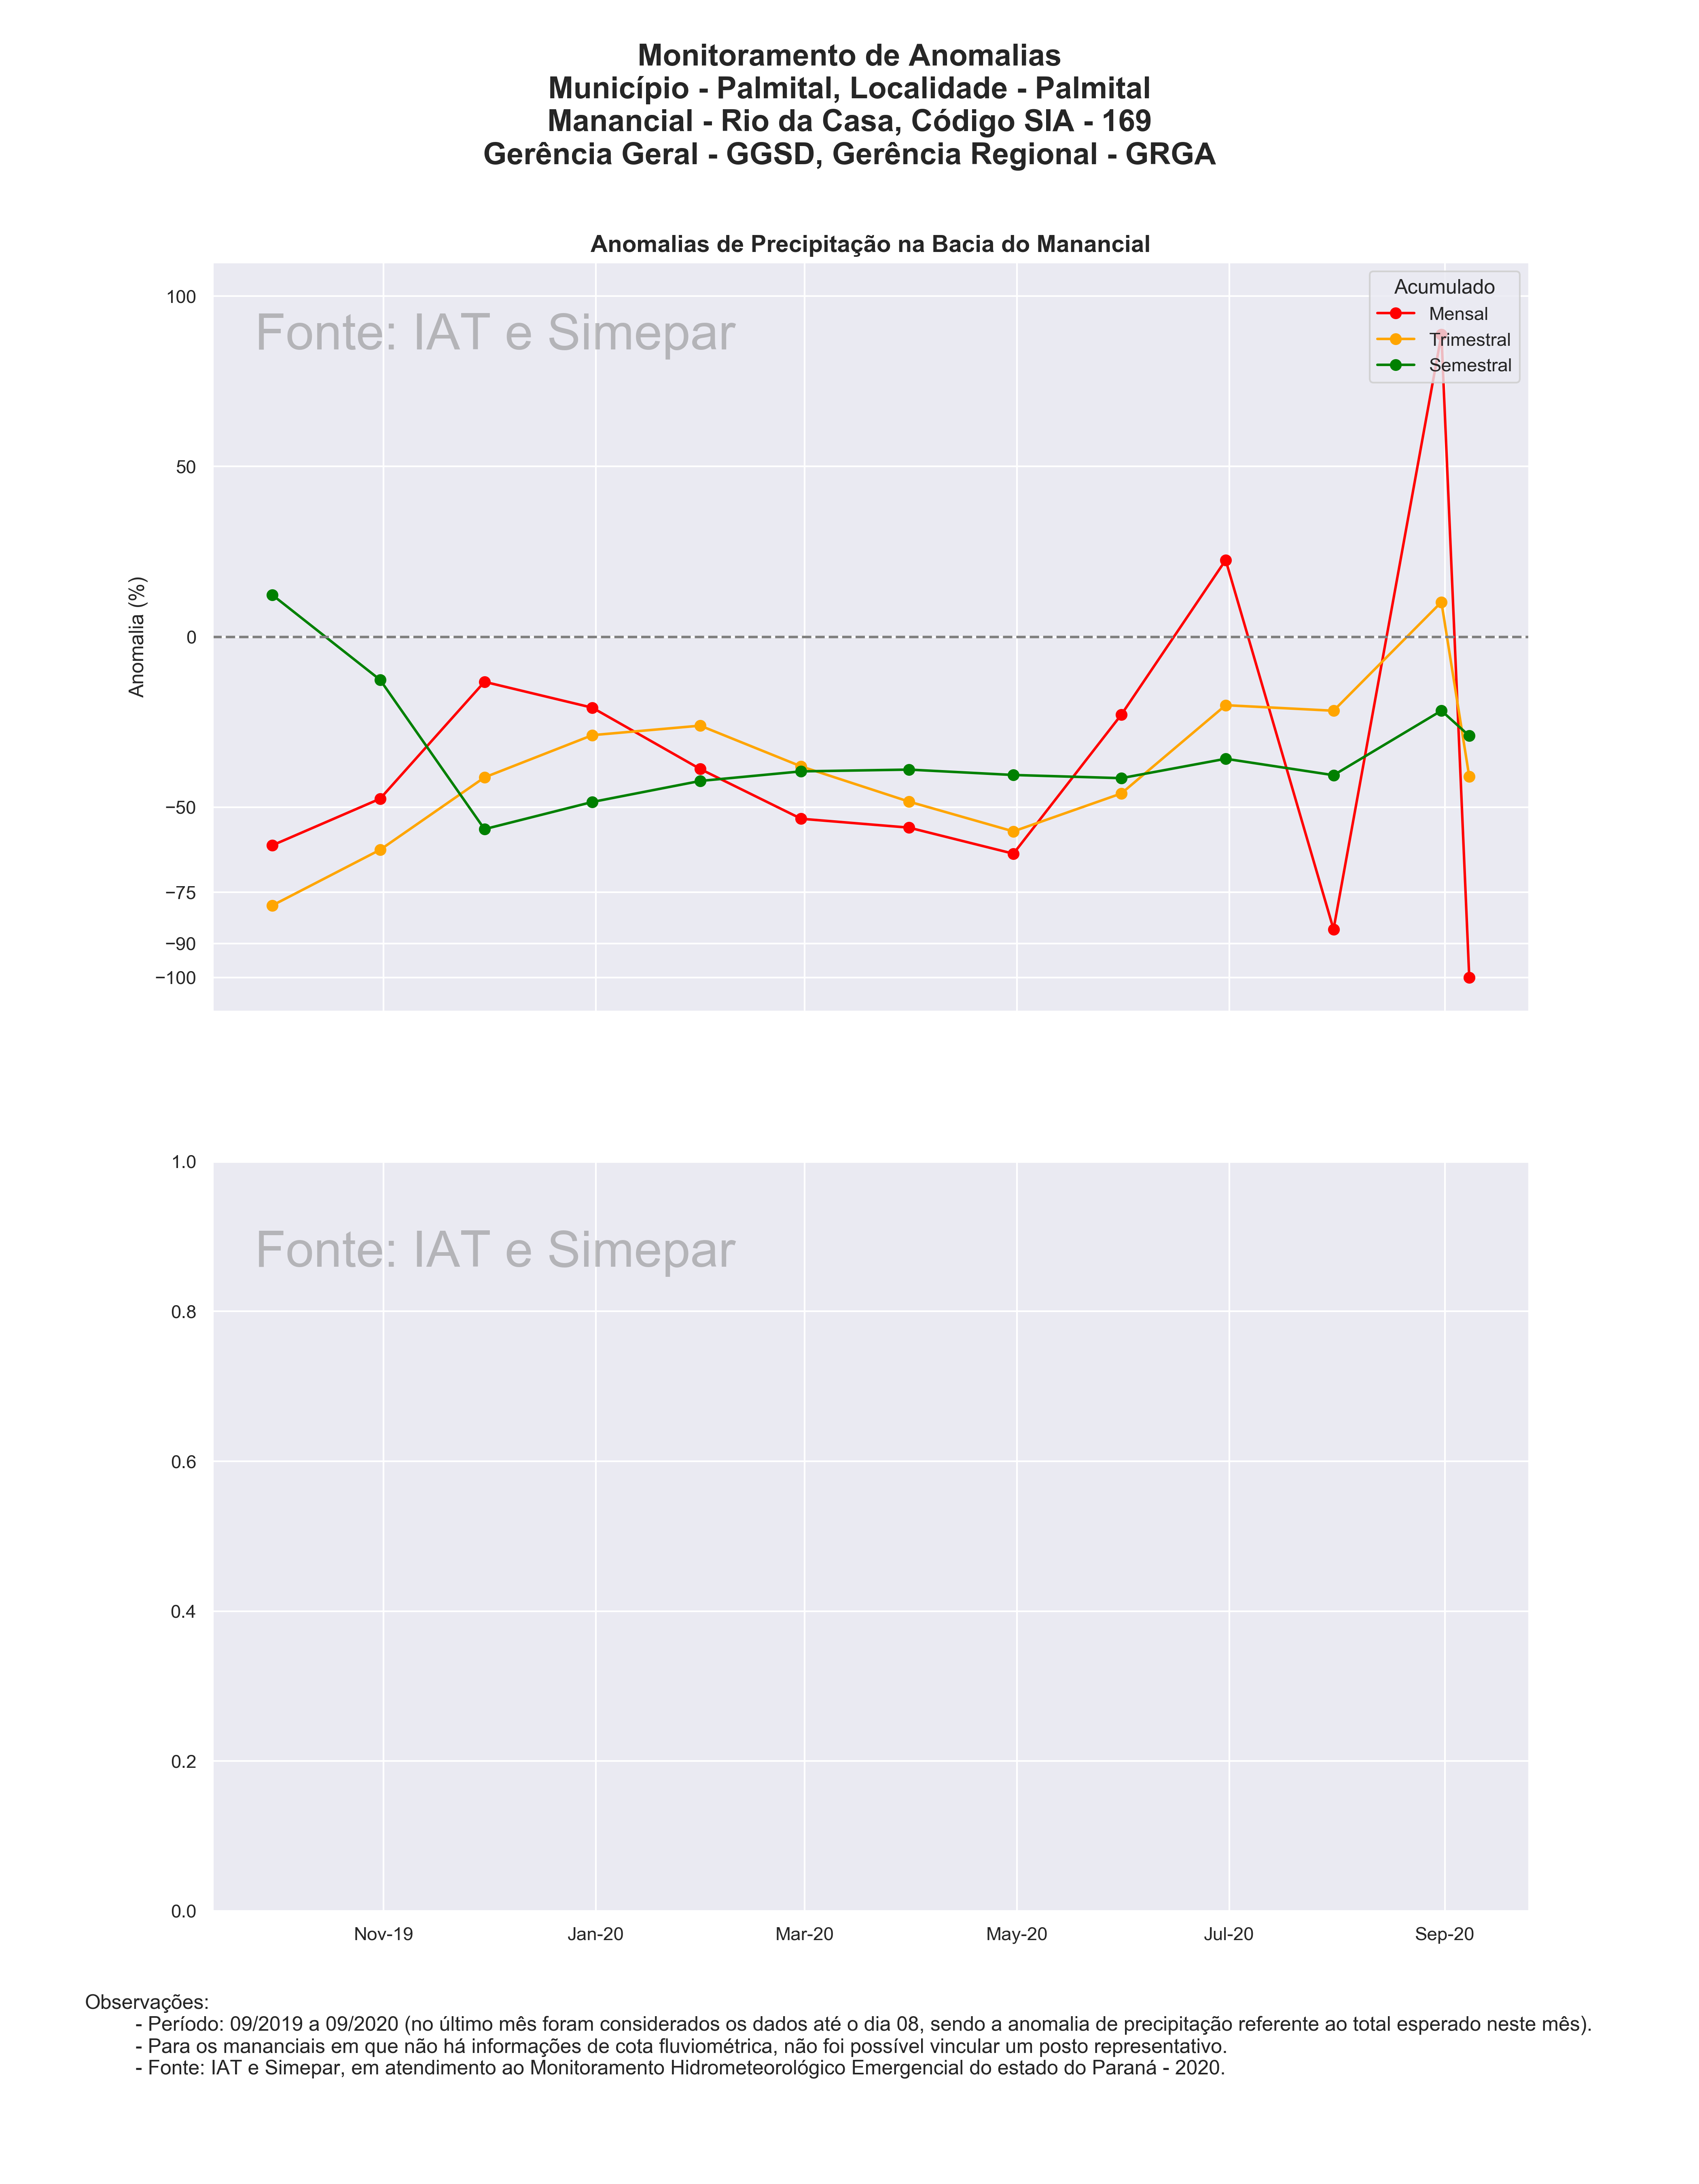 Monitoramento de Anomalias
Município - Palmital, Localidade - Palmital
Manancial - Rio da Casa, Código SIA - 169
Gerência Geral - GGSD, Gerência Regional - GRGA
Anomalias de Precipitação na Bacia do Manancial
Fonte: IAT e Simepar
Acumulado
Mensal
Trimestral
Semestral
Anomalia (%)
100
50
0
−50
−75
−90
−100
Fonte: IAT e Simepar
1.0
0.8
0.6
0.4
0.2
0.0
Nov-19 Jan-20 Mar-20 May-20 Jul-20 Sep-20
Observações:
- Período: 09/2019 a 09/2020 (no último mês foram considerados os dados até o dia 08, sendo a anomalia de precipitação referente ao total esperado neste mês).
- Para os mananciais em que não há informações de cota fluviométrica, não foi possível vincular um posto representativo.
- Fonte: IAT e Simepar, em atendimento ao Monitoramento Hidrometeorológico Emergencial do estado do Paraná - 2020.